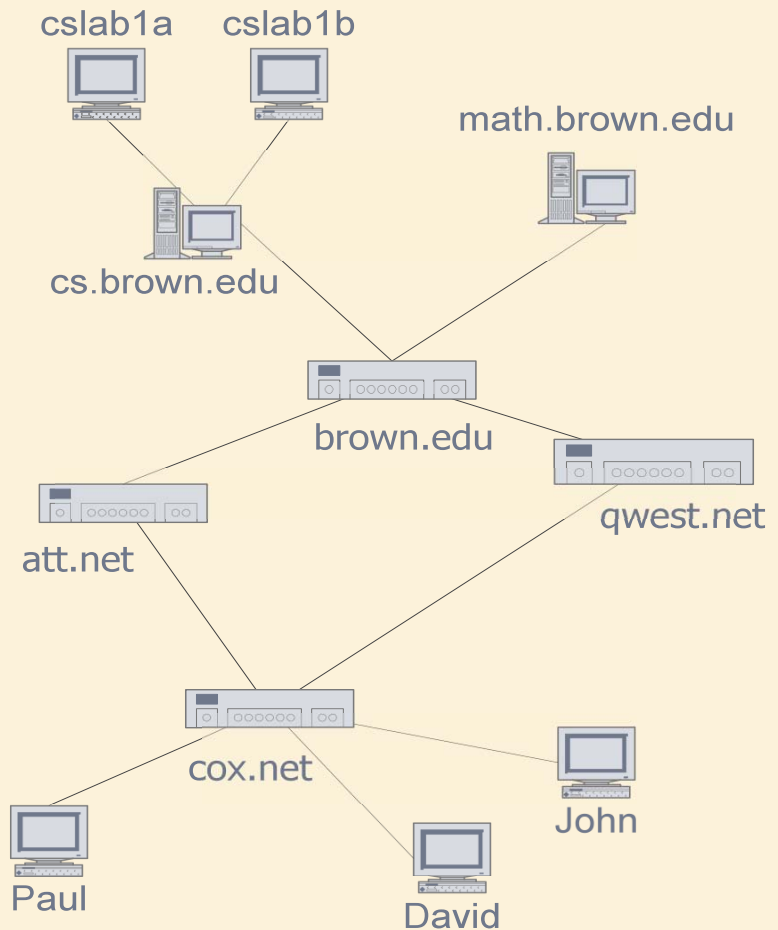 cslab1a
cslab1b
math.brown.edu
cs.brown.edu
brown.edu
qwest.net
att.net
cox.net
John
Paul
David